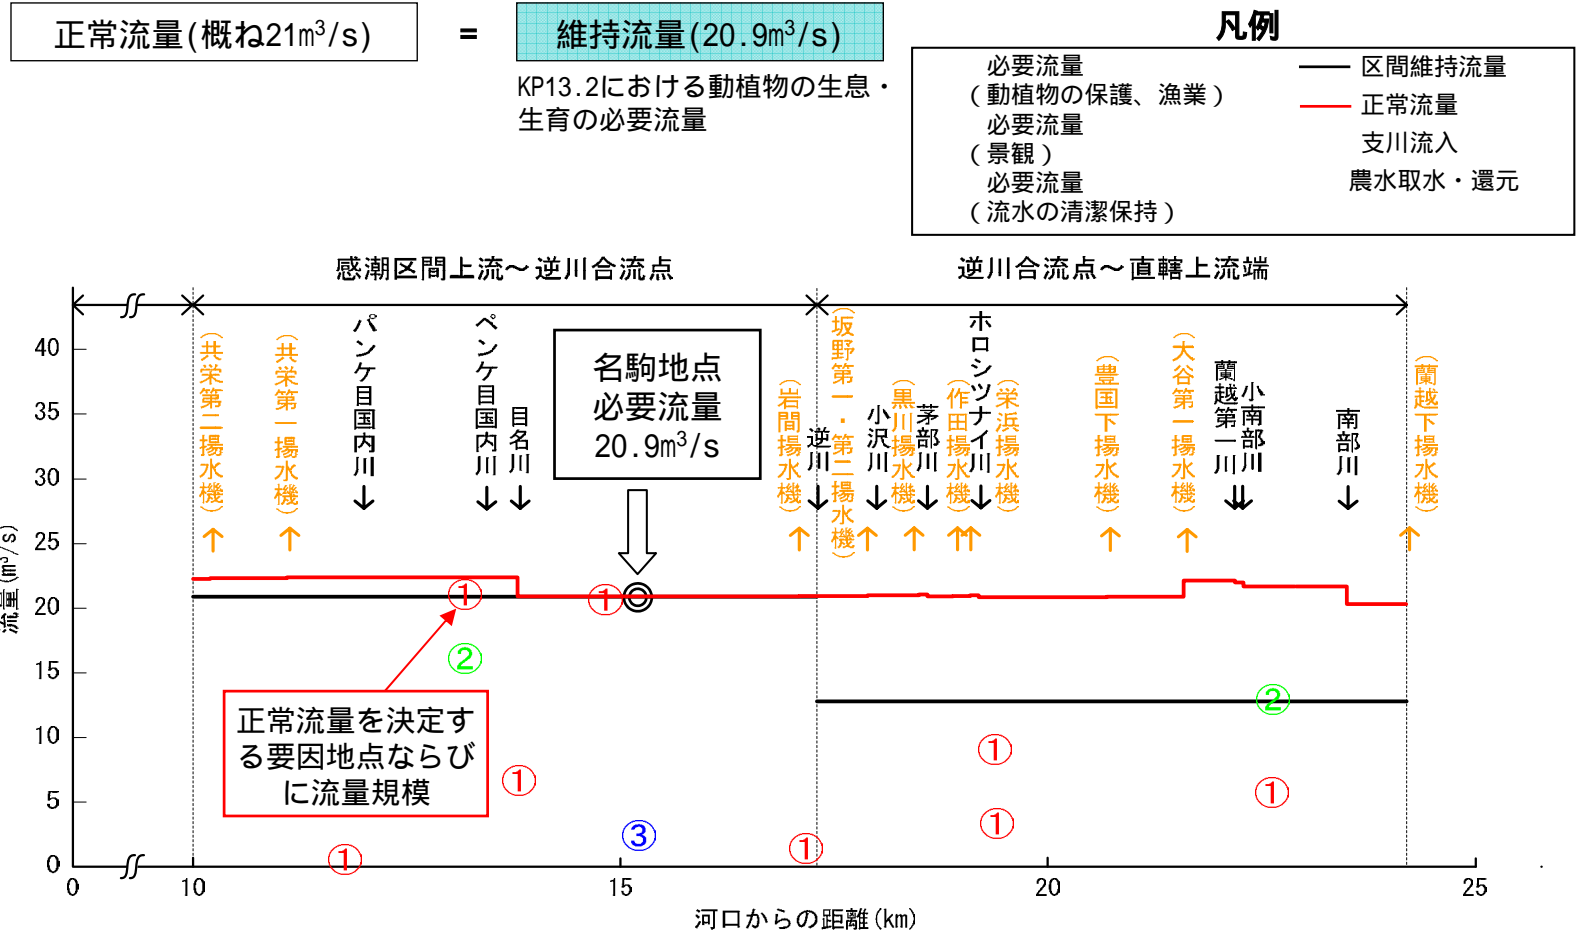 正常流量(概ね21m³/s)
=
維持流量(20.9m³/s)
KP13.2における動植物の生息・
生育の必要流量
凡例
必要流量
(動植物の保護、漁業)
必要流量
(景観)
必要流量
(流水の清潔保持)
区間維持流量
正常流量
支川流入
農水取水・還元
感潮区間上流～逆川合流点
逆川合流点～直轄上流端
(共栄第二揚水機)
(共栄第一揚水機)
パンケ目国内川
ペンケ目国内川
目名川
名駒地点
必要流量
20.9m³/s
(岩間揚水機)
逆川
(坂野第一・第二揚水機)
小沢川
(黒川揚水機)
茅部川
(作田揚水機)
ホロシツナイ川
(栄浜揚水機)
(豊国下揚水機)
(大谷第一揚水機)
蘭越第一川
小南部川
南部川
(蘭越下揚水機)
流量(m³/s)
40
35
30
25
20
15
10
5
0
①
①
②
正常流量を決定す
る要因地点ならび
に流量規模
①
①
③
①
②
①
①
①
0
10
15
20
25
河口からの距離(km)